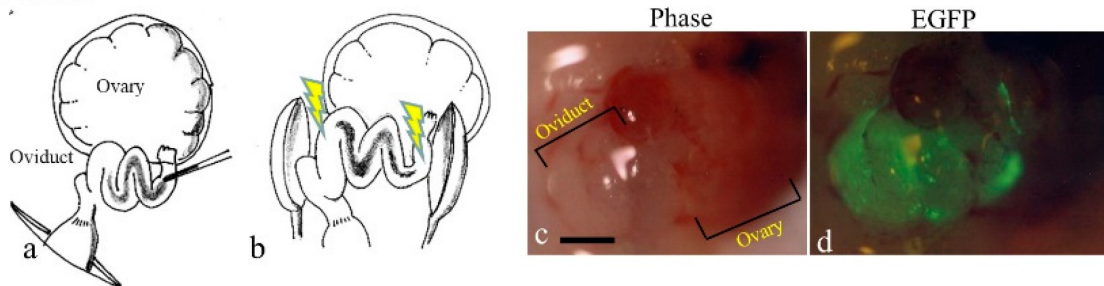 Phase
EGFP
Ovary
Oviduct
a
b
Oviduct
Ovary
c
d